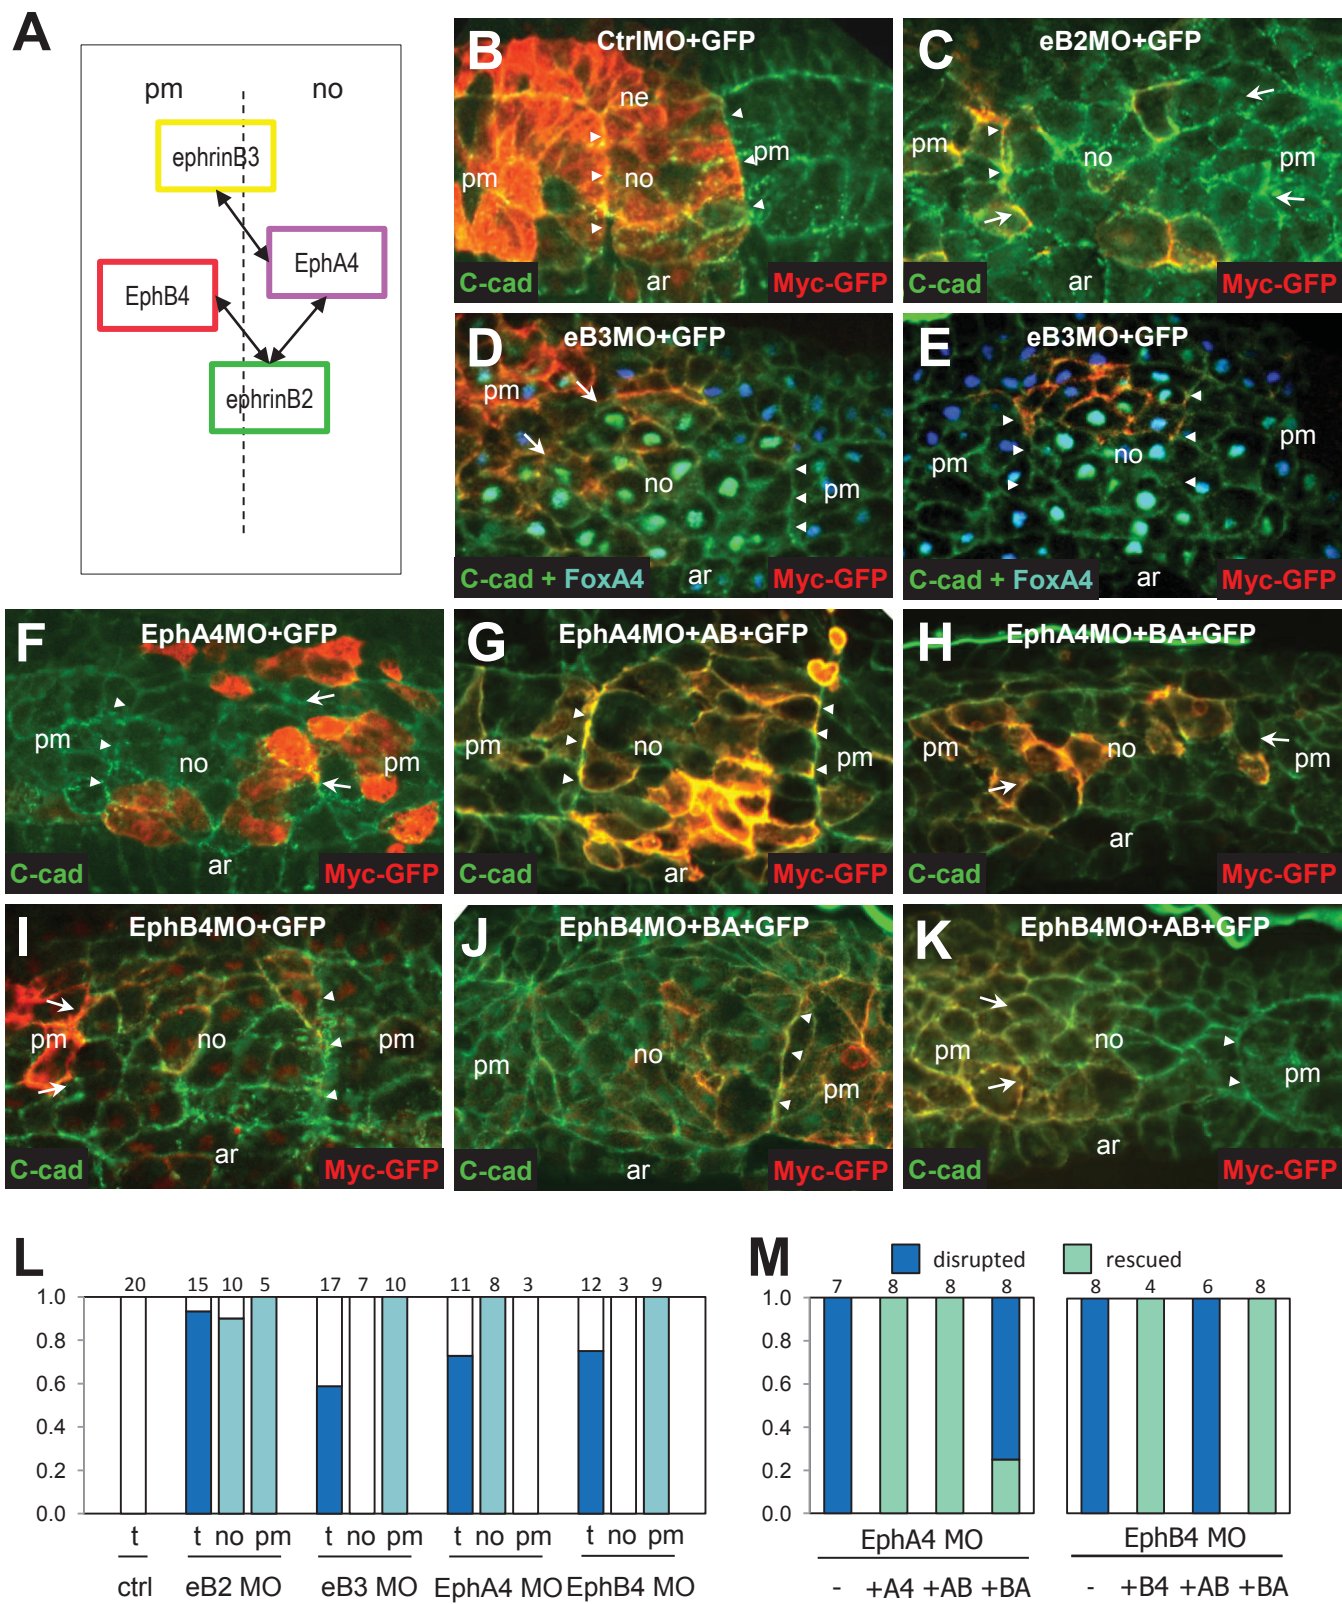 A
pm no
ephrinB3
EphA4
EphB4
ephrinB2
B CtrlMO+GFP
ne
pm no pm
ar
C-cad Myc-GFP
C eB2MO+GFP
pm no pm
ar
C-cad Myc-GFP
D eB3MO+GFP
pm
no pm
ar
C-cad + FoxA4 Myc-GFP
E eB3MO+GFP
pm no pm
ar
C-cad + FoxA4 Myc-GFP
F EphA4MO+GFP
pm no pm
ar
C-cad Myc-GFP
G EphA4MO+AB+GFP
pm no pm
ar
C-cad Myc-GFP
H EphA4MO+BA+GFP
pm no pm
ar
C-cad Myc-GFP
I EphB4MO+GFP
pm no pm
ar
C-cad Myc-GFP
J EphB4MO+BA+GFP
pm no pm
ar
C-cad Myc-GFP
K EphB4MO+AB+GFP
pm no pm
ar
C-cad Myc-GFP
L
20 15 10 5 17 7 10 11 8 3 12 3 9
1.0
0.8
0.6
0.4
0.2
0.0
t t no pm t no pm t no pm t no pm
ctrl eB2 MO eB3 MO EphA4 MO EphB4 MO
M
disrupted rescued
7 8 8 8 8 4 6 8
1.0
0.8
0.6
0.4
0.2
0.0
EphA4 MO EphB4 MO
- +A4 +AB +BA - +B4 +AB +BA